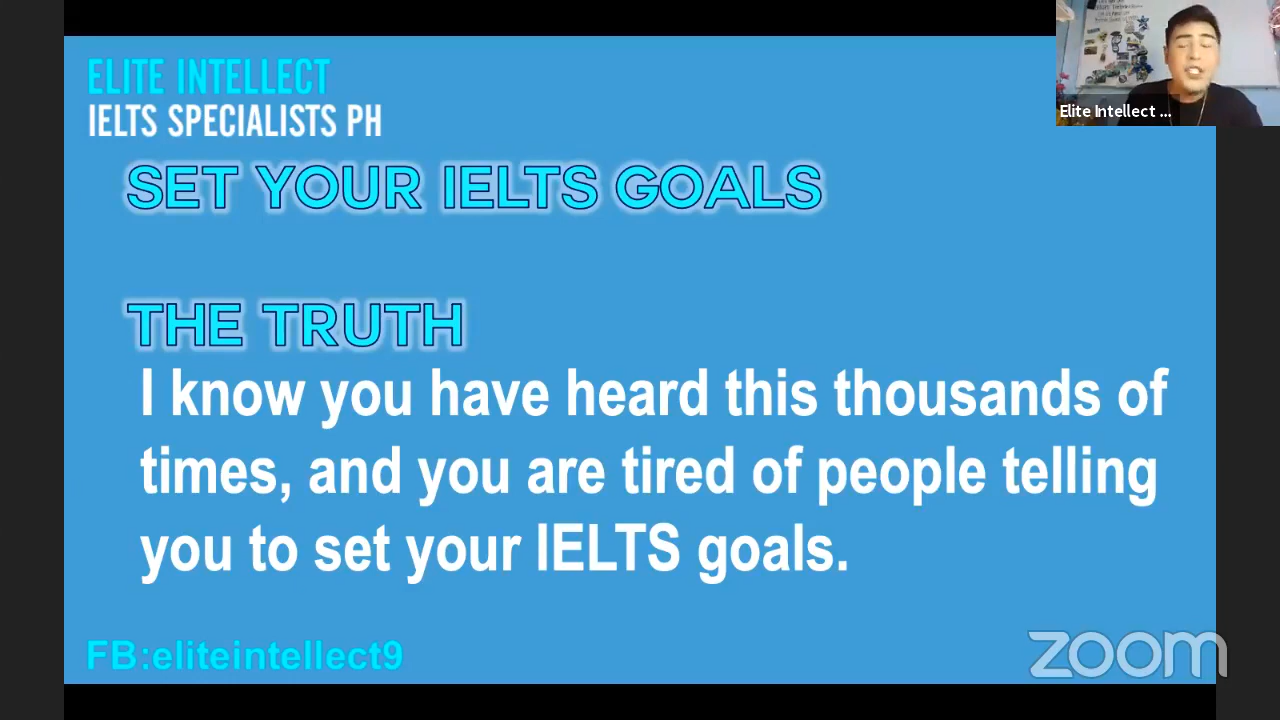 ELITE INTELLECT
IELTS SPECIALISTS PH
Elite Intellect ...
SET YOUR IELTS GOALS
THE TRUTH
I know you have heard this thousands of
times, and you are tired of people telling
you to set your IELTS goals.
FB:eliteintellect9
zoom